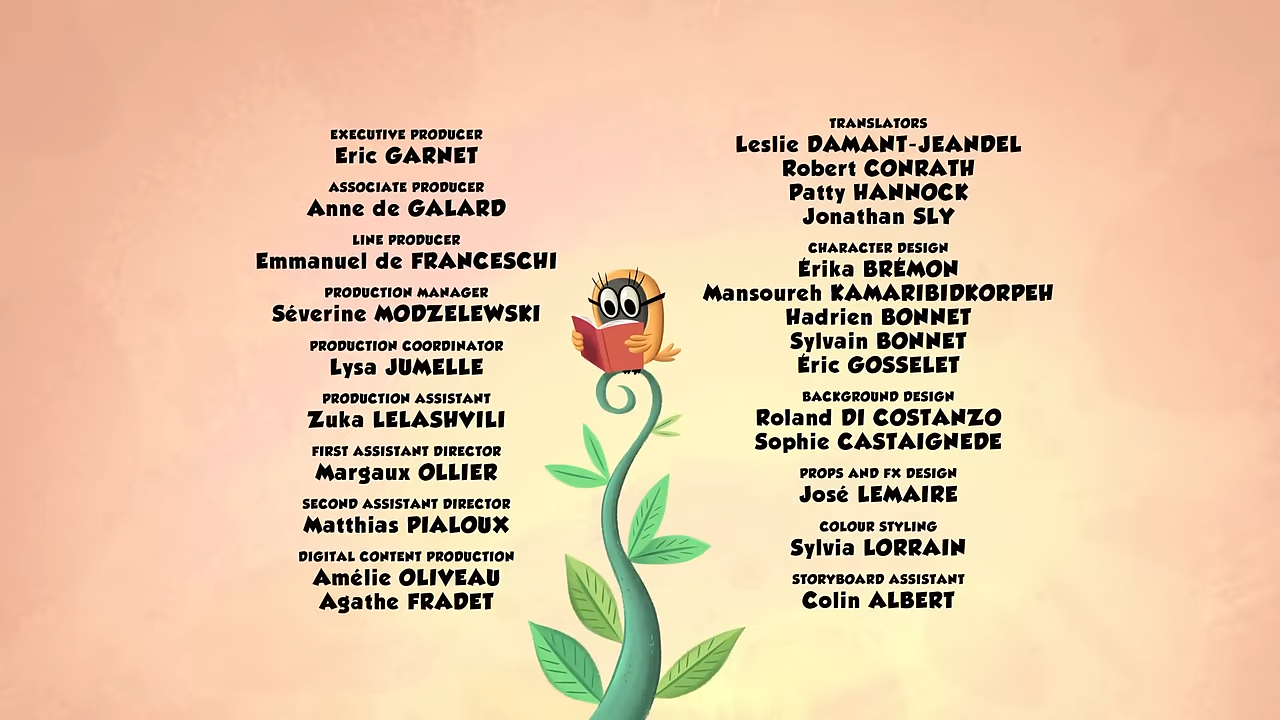 EXECUTIVE PRODUCER
Eric GARNET
ASSOCIATE PRODUCER
Anne de GALARD
LINE PRODUCER
Emmanuel de FRANCESCHI
PRODUCTION MANAGER
Séverine MODZELEWSKI
PRODUCTION COORDINATOR
Lysa JUMELLE
PRODUCTION ASSISTANT
Zuka LELASHVILI
FIRST ASSISTANT DIRECTOR
Margaux OLLIER
SECOND ASSISTANT DIRECTOR
Matthias PIALOUX
DIGITAL CONTENT PRODUCTION
Amélie OLIVEAU
Agathe FRADET
TRANSLATORS
Leslie DAMANT-JEANDEL
Robert CONRATH
Patty HANNOCK
Jonathan SLY
CHARACTER DESIGN
Érika BRÉMON
Mansoureh KAMARIBIDKORPEH
Hadrien BONNET
Sylvain BONNET
Éric GOSSELET
BACKGROUND DESIGN
Roland DI COSTANZO
Sophie CASTAIGNEDE
PROPS AND FX DESIGN
José LEMAIRE
COLOUR STYLING
Sylvia LORRAIN
STORYBOARD ASSISTANT
Colin ALBERT